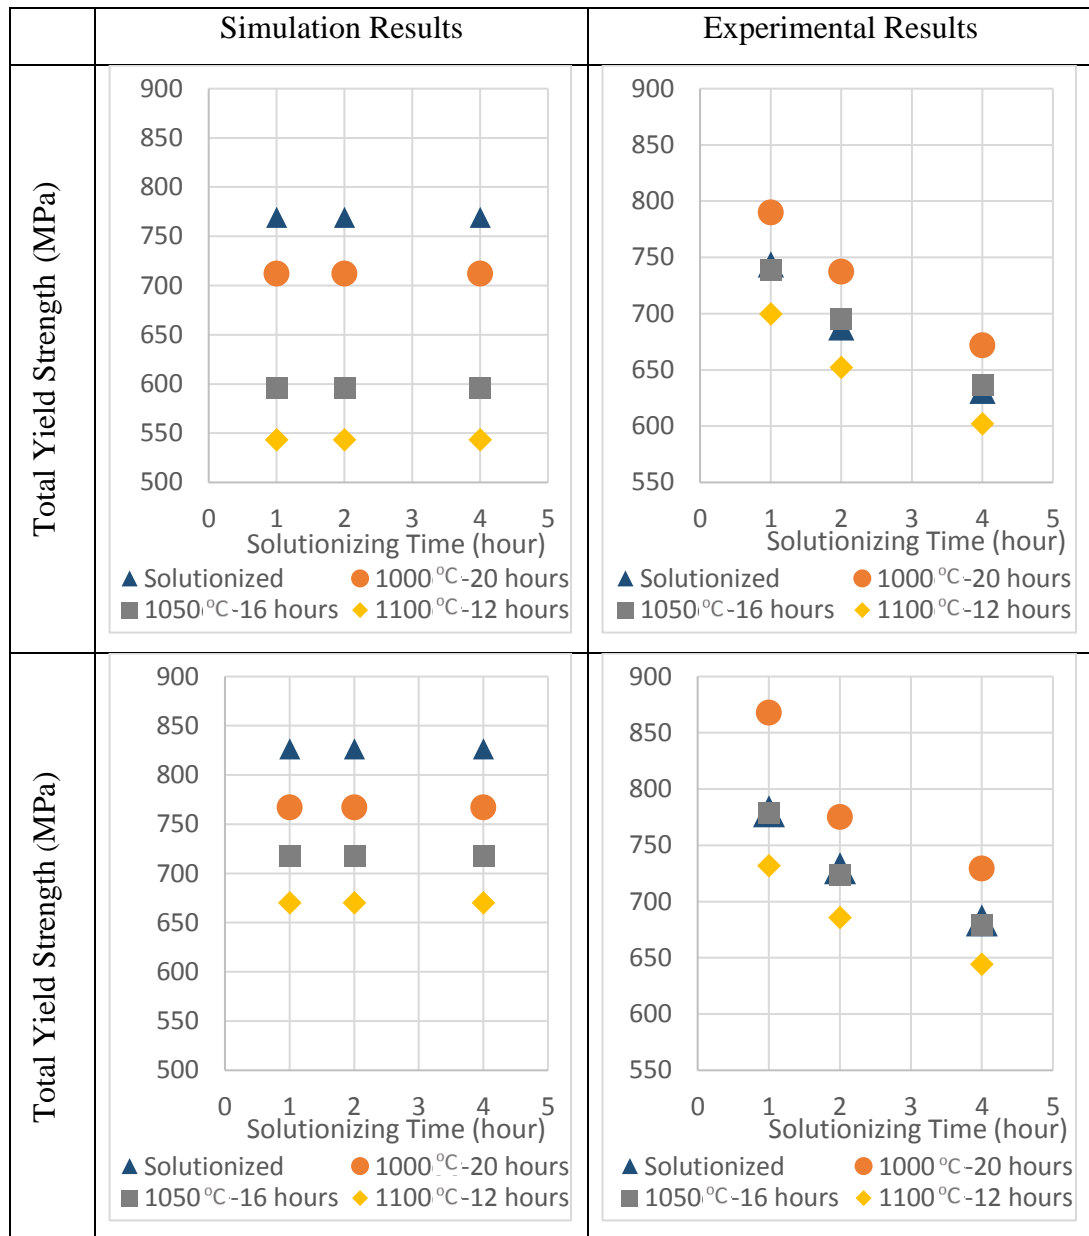 Simulation Results
Experimental Results
Total Yield Strength (MPa)
900
850
800
750
700
650
600
550
500
0 1 2 3 4 5
Solutionizing Time (hour)
Solutionized 1000 °C-20 hours
1050 °C-16 hours 1100 °C-12 hours
900
850
800
750
700
650
600
550
0 1 2 3 4 5
Solutionizing Time (hour)
Solutionized 1000 °C-20 hours
1050 °C-16 hours 1100 °C-12 hours
Total Yield Strength (MPa)
900
850
800
750
700
650
600
550
500
0 1 2 3 4 5
Solutionizing Time (hour)
Solutionized 1000 °C-20 hours
1050 °C-16 hours 1100 °C-12 hours
900
850
800
750
700
650
600
550
0 1 2 3 4 5
Solutionizing Time (hour)
Solutionized 1000 °C-20 hours
1050 °C-16 hours 1100 °C-12 hours